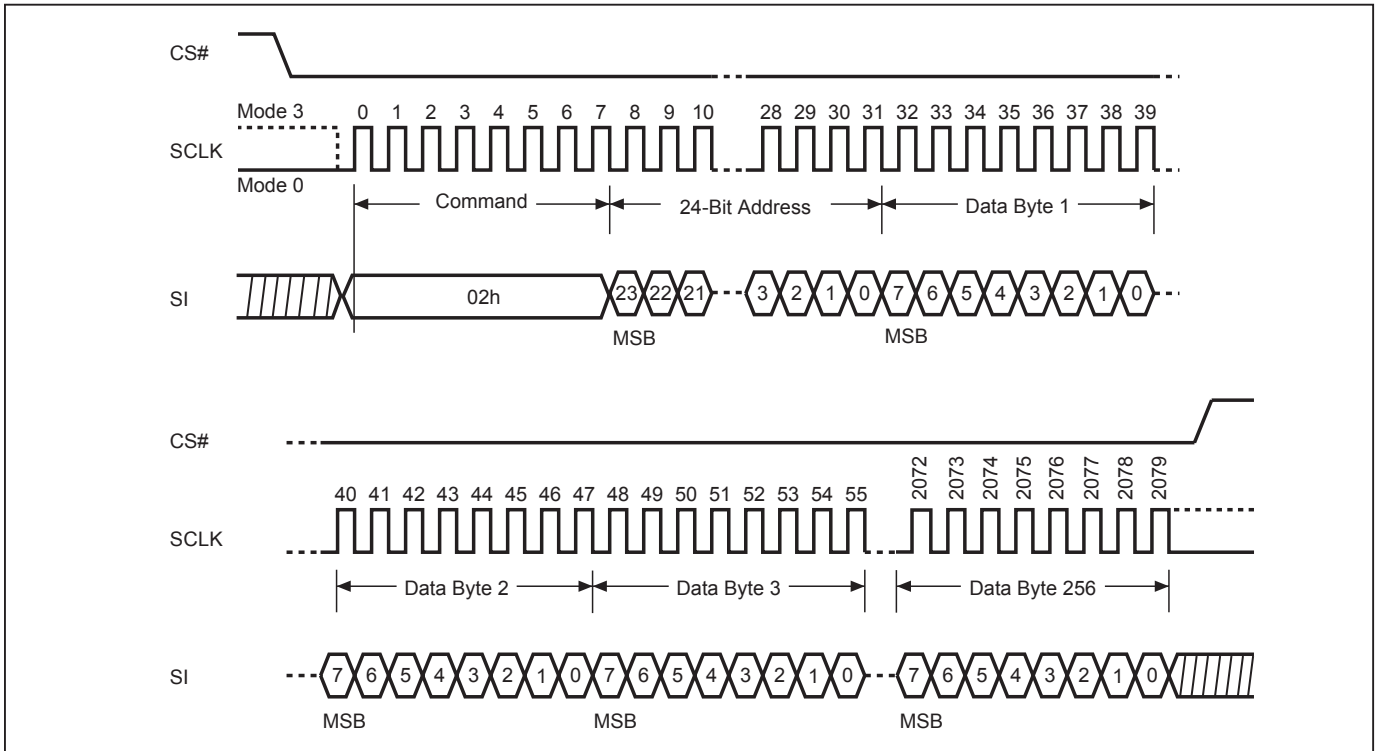 CS#
Mode 3 0 1 2 3 4 5 6 7 8 9 10 28 29 30 31 32 33 34 35 36 37 38 39
SCLK
Mode 0
Command 24-Bit Address Data Byte 1
SI 02h 23 22 21 3 2 1 0 7 6 5 4 3 2 1 0
MSB MSB
CS#
40 41 42 43 44 45 46 47 48 49 50 51 52 53 54 55 2072 2073 2074 2075 2076 2077 2078 2079
SCLK
Data Byte 2 Data Byte 3 Data Byte 256
SI 7 6 5 4 3 2 1 0 7 6 5 4 3 2 1 0 7 6 5 4 3 2 1 0
MSB MSB MSB